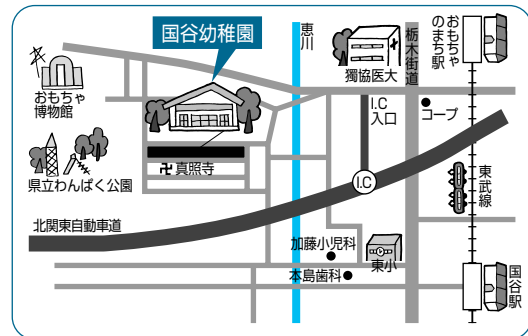 国谷幼稚園
恵川
獨協医大
栃木街道
おもちゃ
のまち駅
おもちゃ
博物館
I.C
入口
コープ
卍真照寺
県立わんぱく公園
I.C
東武線
北関東自動車道
加藤小児科
東小
本島歯科
国谷駅